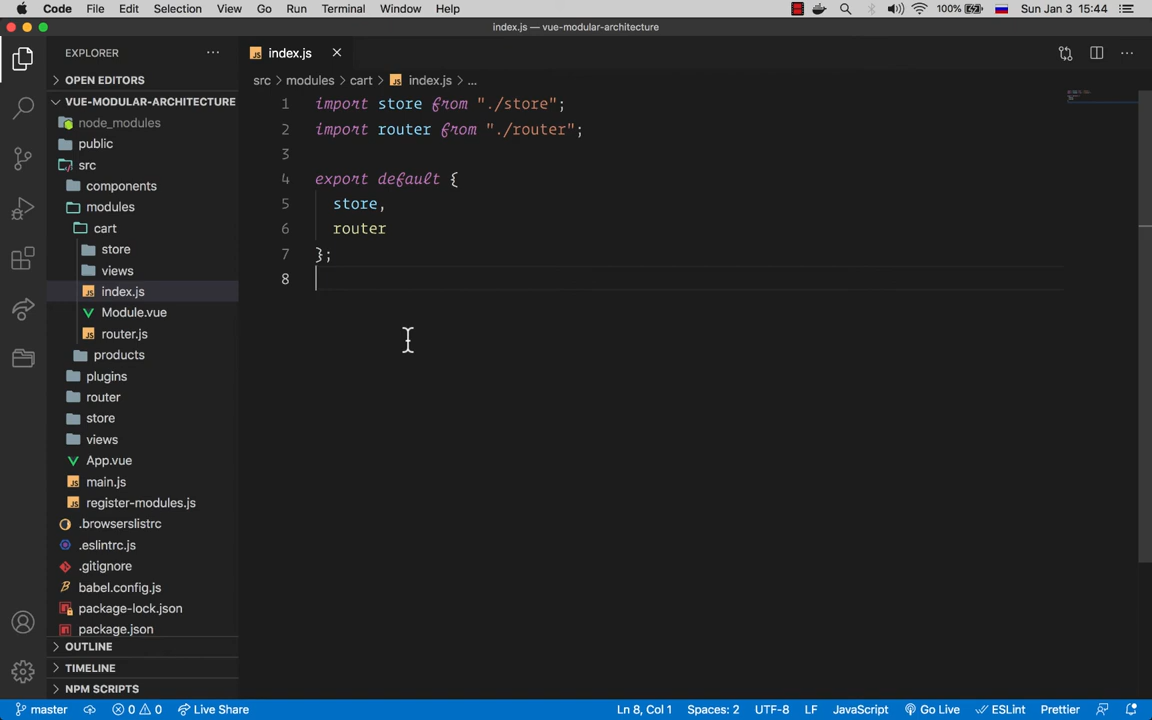 Code File Edit Selection View Go Run Terminal Window Help 100% Sun Jan 3 15:44
index.js — vue-modular-architecture
EXPLORER
index.js
OPEN EDITORS
src modules cart index.js ...
VUE-MODULAR-ARCHITECTURE
node_modules
public
src
components
modules
cart
store
views
index.js
Module.vue
router.js
products
plugins
router
store
views
App.vue
main.js
register-modules.js
.browserslistrc
.eslintrc.js
.gitignore
babel.config.js
package-lock.json
package.json
OUTLINE
TIMELINE
NPM SCRIPTS
1 import store from "./store";
2 import router from "./router";
3
4 export default {
5 store,
6 router
7 };
8
master 0 0 Live Share Ln 8, Col 1 Spaces: 2 UTF-8 LF JavaScript Go Live ESLint Prettier